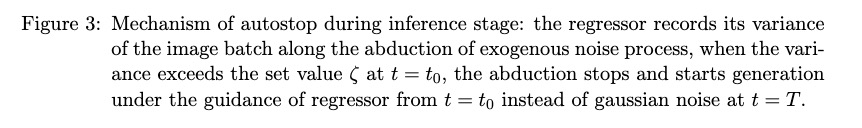 Figure 3: Mechanism of autostop during inference stage: the regressor records its variance
of the image batch along the abduction of exogenous noise process, when the vari-
ance exceeds the set value ζ at t = t₀, the abduction stops and starts generation
under the guidance of regressor from t = t₀ instead of gaussian noise at t = T.